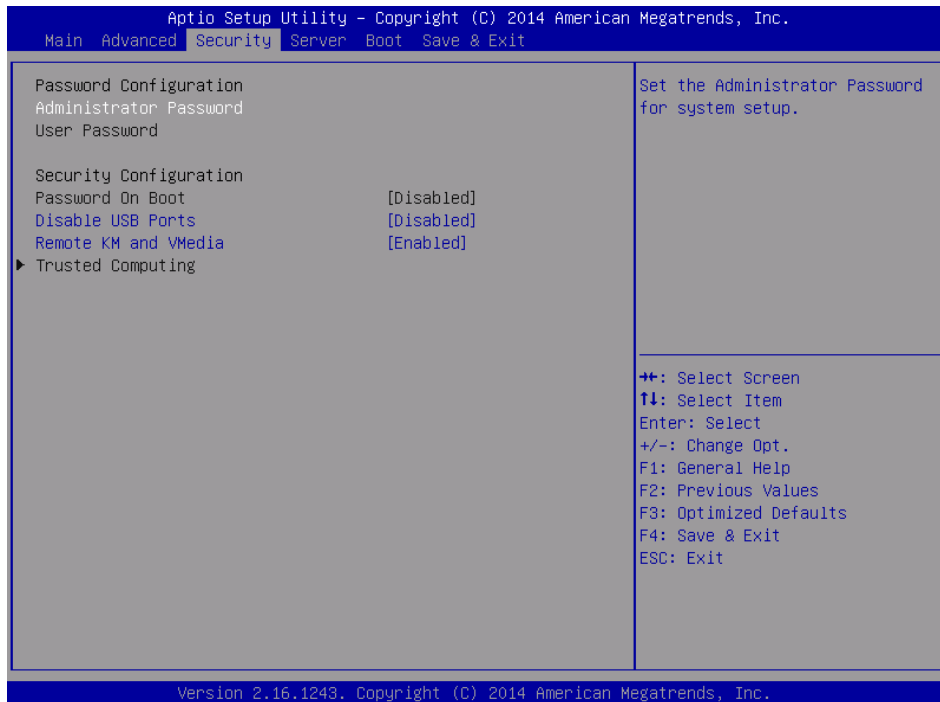 Aptio Setup Utility – Copyright (C) 2014 American Megatrends, Inc.
Main Advanced Security Server Boot Save & Exit
Password Configuration
Administrator Password
User Password
Security Configuration
Password On Boot [Disabled]
Disable USB Ports [Disabled]
Remote KM and VMedia [Enabled]
Trusted Computing
Set the Administrator Password
for system setup.
→←: Select Screen
↑↓: Select Item
Enter: Select
+/-: Change Opt.
F1: General Help
F2: Previous Values
F3: Optimized Defaults
F4: Save & Exit
ESC: Exit
Version 2.16.1243. Copyright (C) 2014 American Megatrends, Inc.